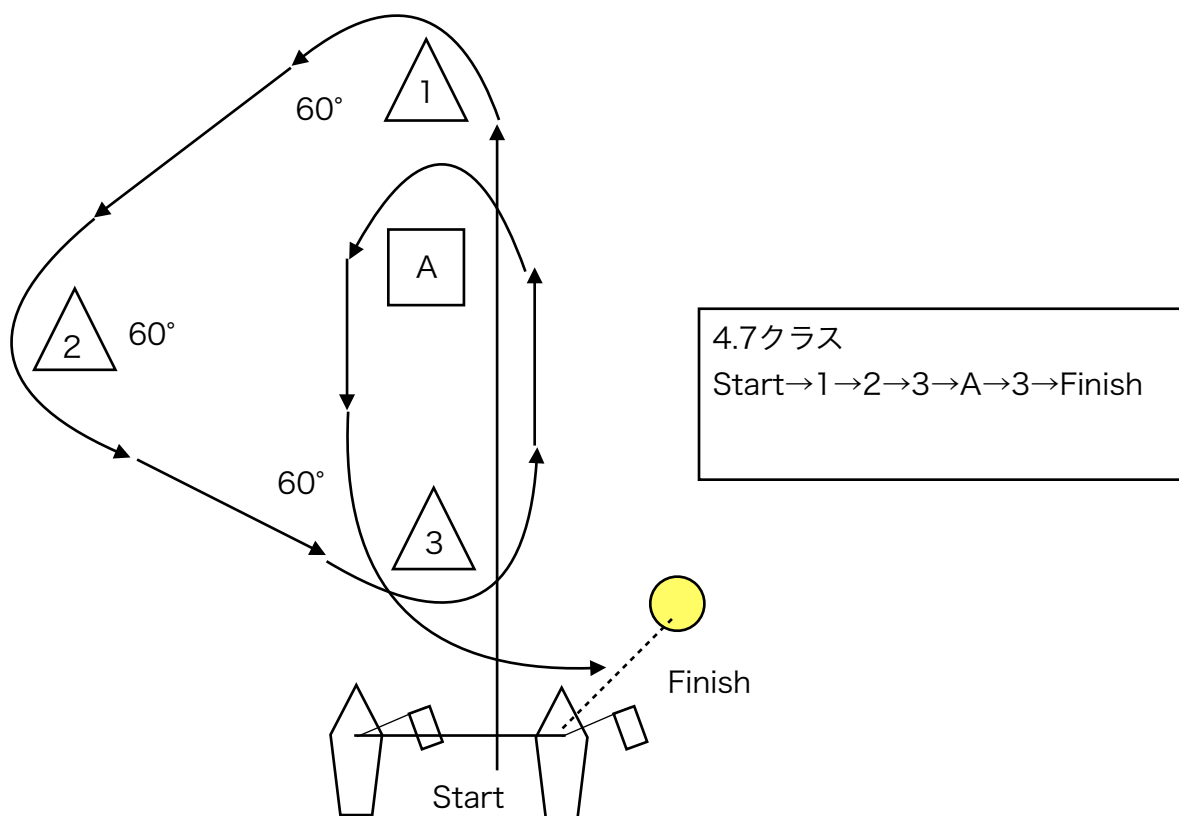 1
60°
A
2
60°
4.7クラス
Start→1→2→3→A→3→Finish
60°
3
Finish
Start